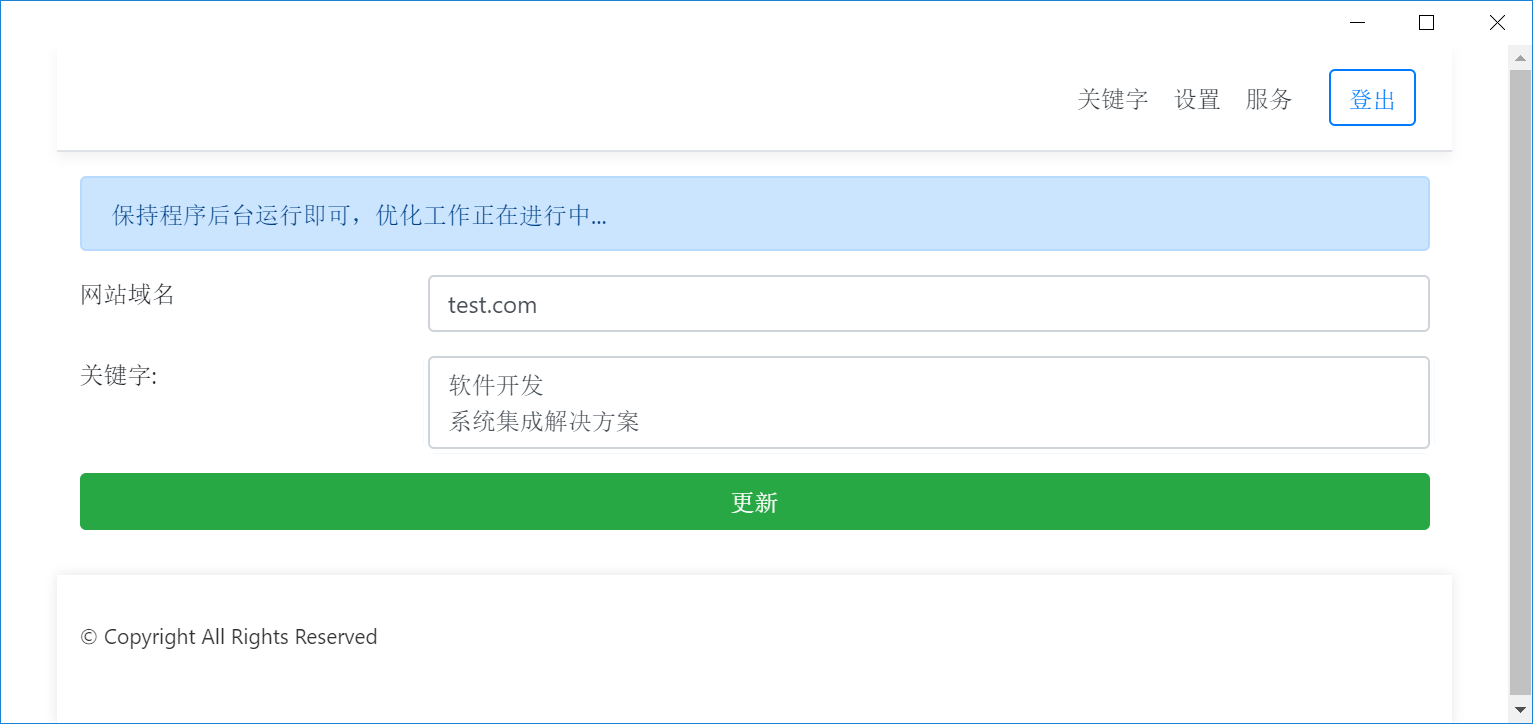 关键字 设置 服务 登出
保持程序后台运行即可，优化工作正在进行中...
网站域名 test.com
关键字: 软件开发
系统集成解决方案
更新
© Copyright All Rights Reserved